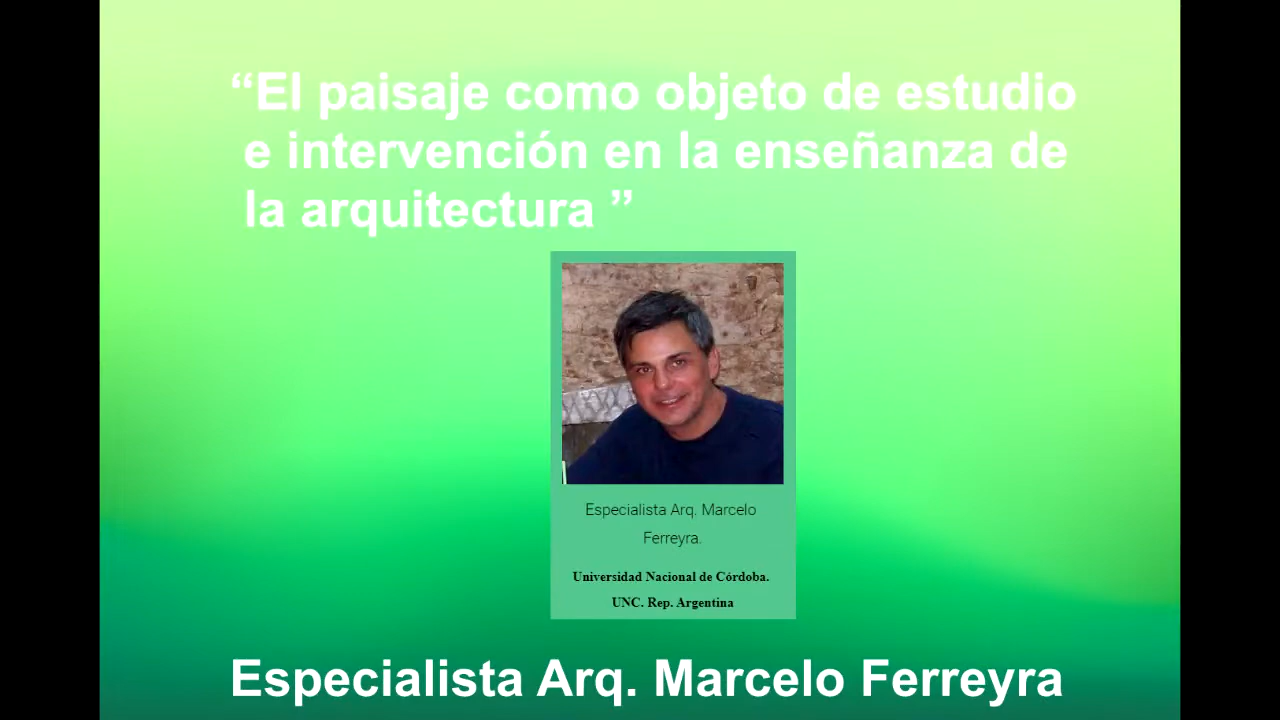 “El paisaje como objeto de estudio
e intervención en la enseñanza de
la arquitectura ”
Especialista Arq. Marcelo
Ferreyra.
Universidad Nacional de Córdoba.
UNC. Rep. Argentina
Especialista Arq. Marcelo Ferreyra